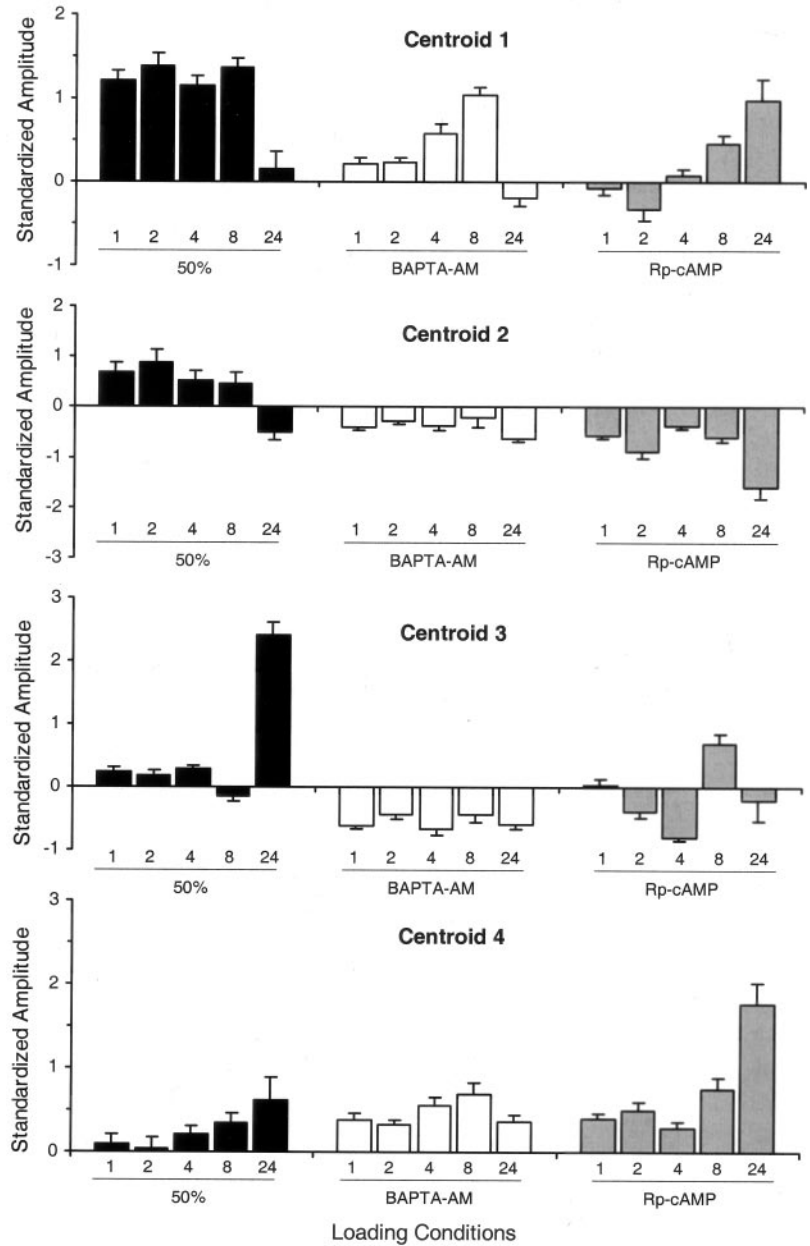 Centroid 1
Standardized Amplitude
2
1
0
-1
1 2 4 8 24 1 2 4 8 24 1 2 4 8 24
50% BAPTA-AM Rp-cAMP
Centroid 2
Standardized Amplitude
2
1
0
-1
-2
-3
1 2 4 8 24 1 2 4 8 24 1 2 4 8 24
50% BAPTA-AM Rp-cAMP
Centroid 3
Standardized Amplitude
3
2
1
0
-1
1 2 4 8 24 1 2 4 8 24 1 2 4 8 24
50% BAPTA-AM Rp-cAMP
Centroid 4
Standardized Amplitude
3
2
1
0
1 2 4 8 24 1 2 4 8 24 1 2 4 8 24
50% BAPTA-AM Rp-cAMP
Loading Conditions